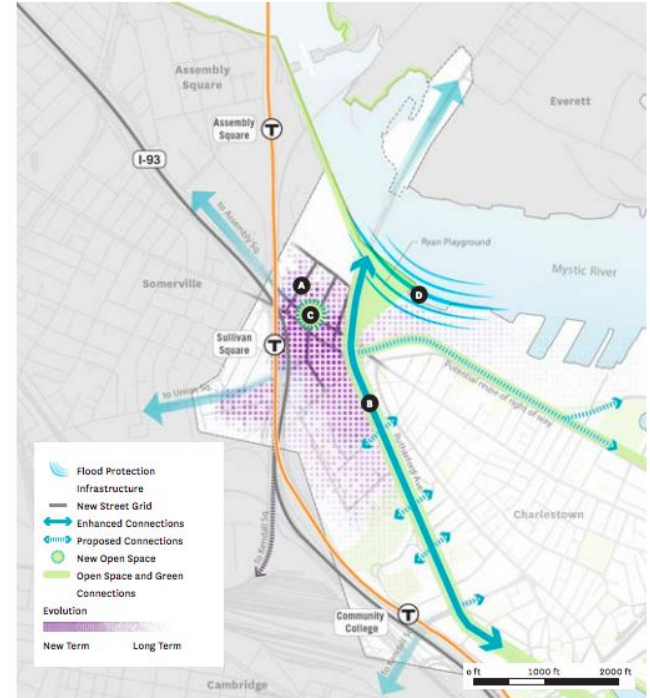 Assembly
Square
Everett
Assembly
Square
T
I-93
to Assembly Sq.
Ryan Playground
Mystic River
Somerville
A
D
C
Sullivan
Square
T
to Union Sq.
Potential reuse of right of way
B
Rutherford Ave
Flood Protection
Infrastructure
New Street Grid
Enhanced Connections
Proposed Connections
New Open Space
Open Space and Green
Connections
Evolution
New Term Long Term
to Kendall Sq.
Charlestown
Community
College
T
Cambridge
0 ft 1000 ft 2000 ft